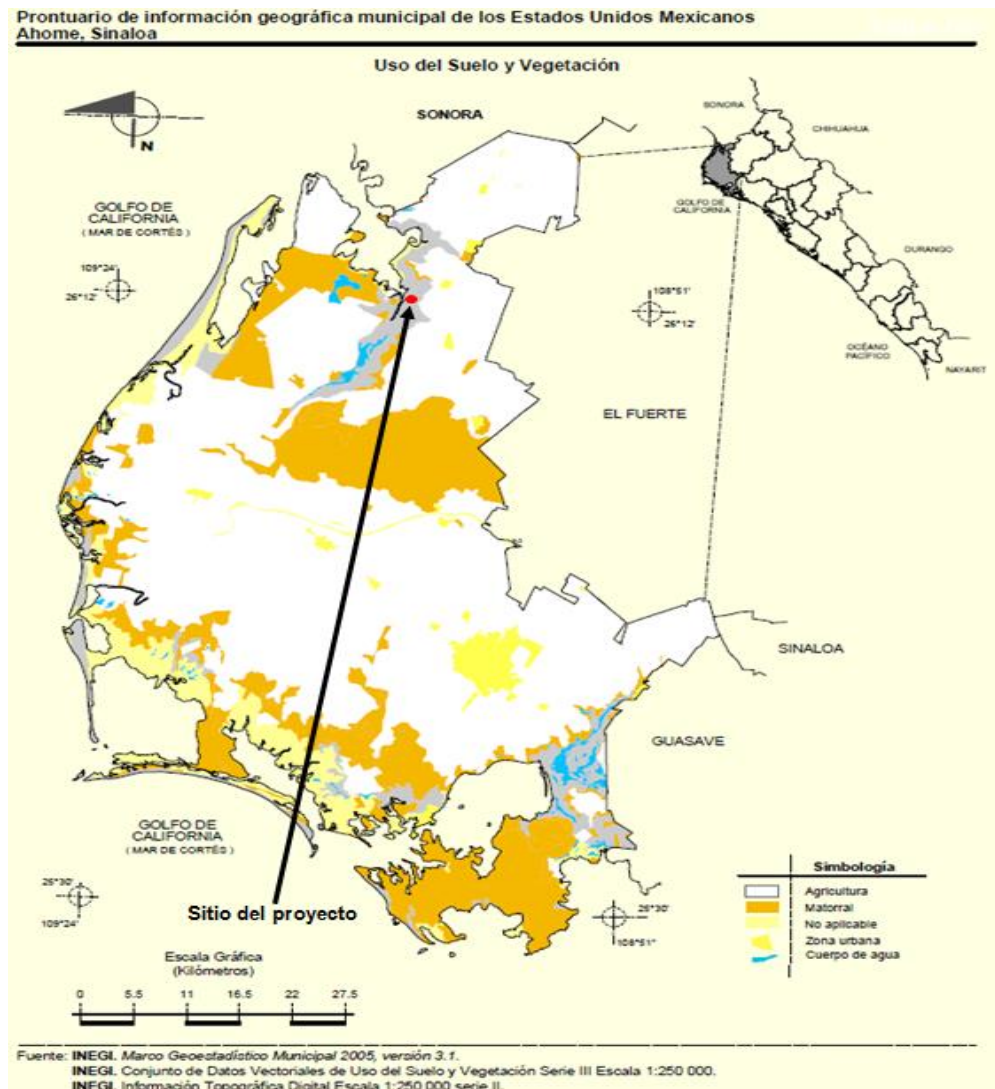 Prontuario de información geográfica municipal de los Estados Unidos Mexicanos
Ahome, Sinaloa
Uso del Suelo y Vegetación
N
SONORA
SONORA
CHIHUAHUA
GOLFO DE
CALIFORNIA
DURANGO
OCÉANO
PACÍFICO
NAYARIT
GOLFO DE
CALIFORNIA
( MAR DE CORTÉS )
109°24'
26°12'
108°51'
26°12'
EL FUERTE
SINALOA
GUASAVE
GOLFO DE
CALIFORNIA
( MAR DE CORTÉS )
25°30'
109°24'
Sitio del proyecto
25°30'
108°51'
Simbología
Agricultura
Matorral
No aplicable
Zona urbana
Cuerpo de agua
Escala Gráfica
(Kilómetros)
0 5.5 11 16.5 22 27.5
Fuente: INEGI. Marco Geoestadístico Municipal 2005, versión 3.1.
INEGI. Conjunto de Datos Vectoriales de Uso del Suelo y Vegetación Serie III Escala 1:250 000.
INEGI. Información Topográfica Digital Escala 1:250 000 serie II.